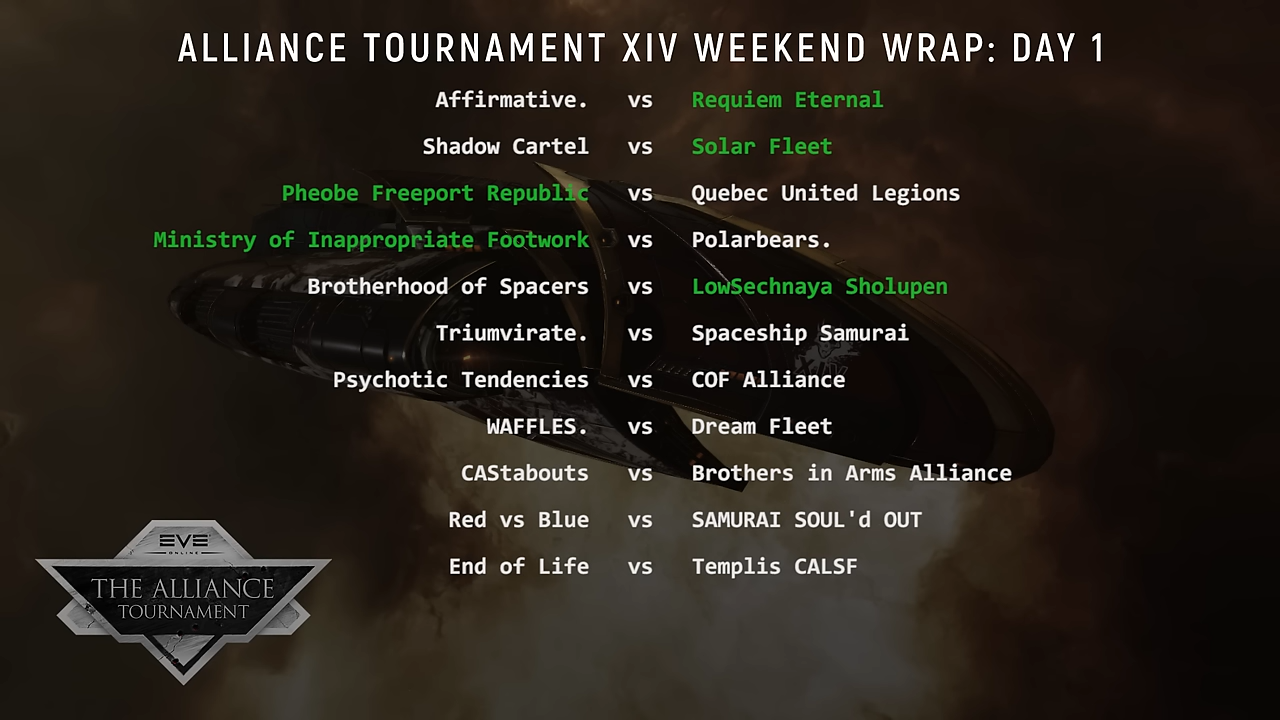 ALLIANCE TOURNAMENT XIV WEEKEND WRAP: DAY 1
Affirmative. vs Requiem Eternal
Shadow Cartel vs Solar Fleet
Pheobe Freeport Republic vs Quebec United Legions
Ministry of Inappropriate Footwork vs Polarbears.
Brotherhood of Spacers vs LowSechnaya Sholupen
Triumvirate. vs Spaceship Samurai
Psychotic Tendencies vs COF Alliance
WAFFLES. vs Dream Fleet
CAStabouts vs Brothers in Arms Alliance
Red vs Blue vs SAMURAI SOUL'd OUT
End of Life vs Templis CALSF
EVE
ONLINE
THE ALLIANCE
TOURNAMENT